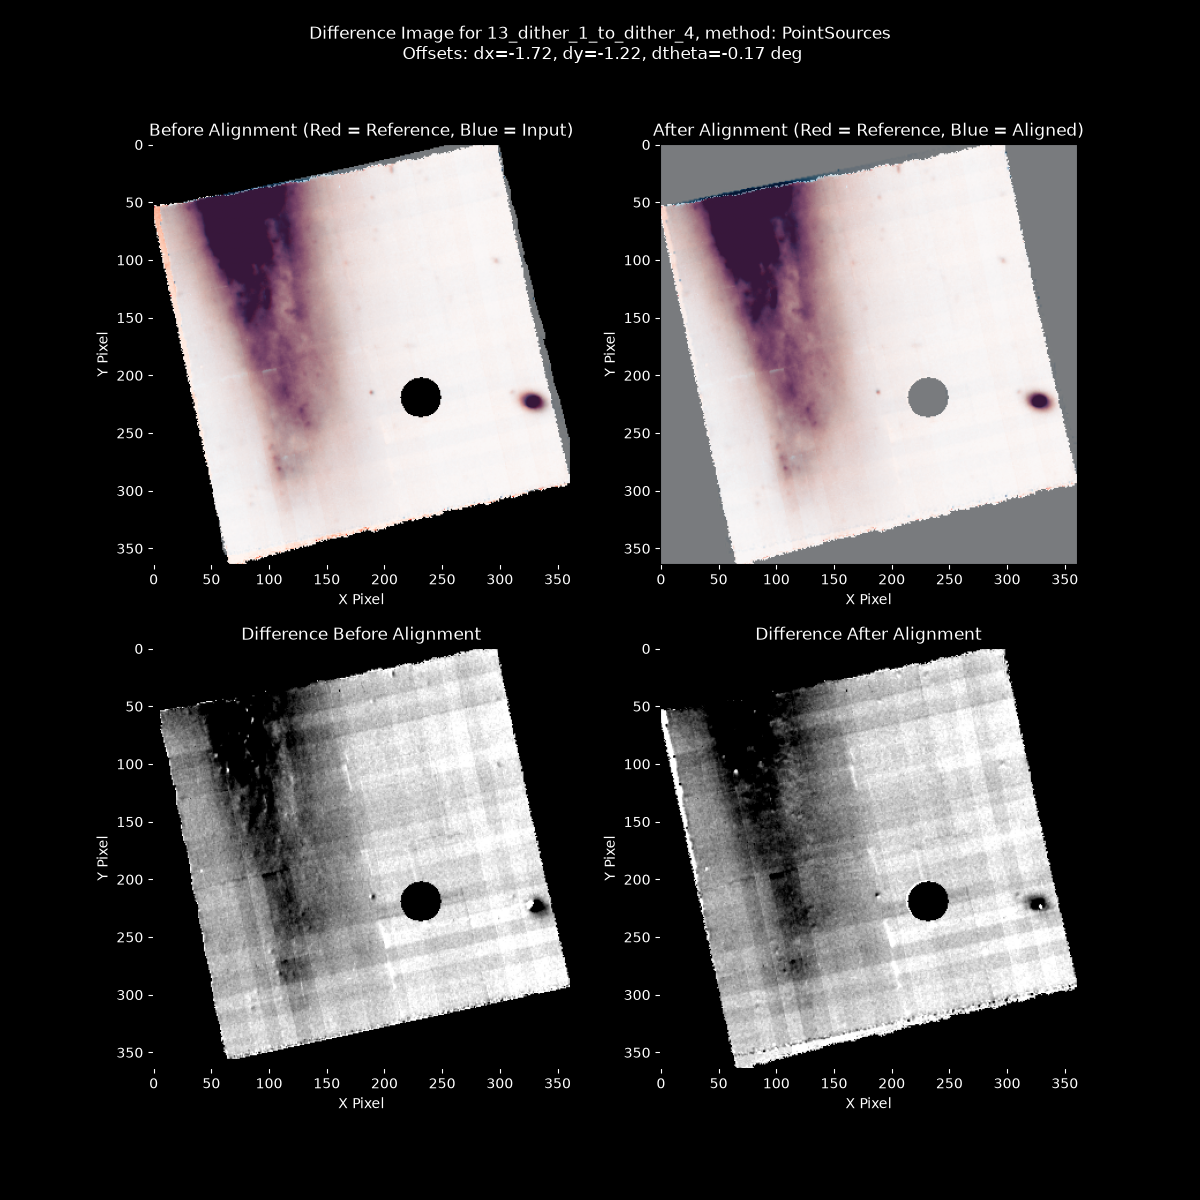 Difference Image for 13_dither_1_to_dither_4, method: PointSources
Offsets: dx=-1.72, dy=-1.22, dtheta=-0.17 deg
Before Alignment (Red = Reference, Blue = Input)
0
50
100
150
200
250
300
350
Y Pixel
0 50 100 150 200 250 300 350
X Pixel
After Alignment (Red = Reference, Blue = Aligned)
0
50
100
150
200
250
300
350
Y Pixel
0 50 100 150 200 250 300 350
X Pixel
Difference Before Alignment
0
50
100
150
200
250
300
350
Y Pixel
0 50 100 150 200 250 300 350
X Pixel
Difference After Alignment
0
50
100
150
200
250
300
350
Y Pixel
0 50 100 150 200 250 300 350
X Pixel